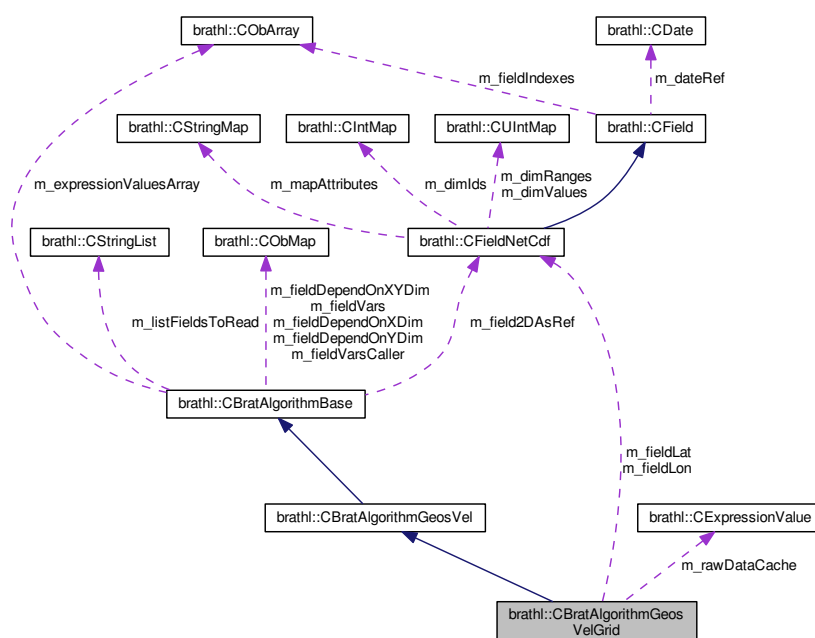 brathl::CObArray
brathl::CDate
m_fieldIndexes
m_dateRef
brathl::CStringMap
brathl::CIntMap
brathl::CUIntMap
brathl::CField
m_expressionValuesArray
m_mapAttributes
m_dimIds
m_dimRanges
m_dimValues
brathl::CStringList
brathl::CObMap
brathl::CFieldNetCdf
m_listFieldsToRead
m_fieldDependOnXYDim
m_fieldVars
m_fieldDependOnXDim
m_fieldDependOnYDim
m_fieldVarsCaller
m_field2DAsRef
brathl::CBratAlgorithmBase
m_fieldLat
m_fieldLon
brathl::CBratAlgorithmGeosVel
brathl::CExpressionValue
m_rawDataCache
brathl::CBratAlgorithmGeos
VelGrid